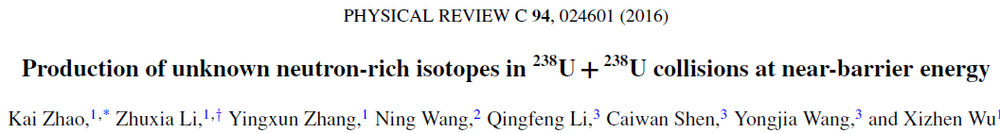 PHYSICAL REVIEW C 94, 024601 (2016)
Production of unknown neutron-rich isotopes in ²³⁸U + ²³⁸U collisions at near-barrier energy
Kai Zhao,¹,* Zhuxia Li,¹,† Yingxun Zhang,¹ Ning Wang,² Qingfeng Li,³ Caiwan Shen,³ Yongjia Wang,³ and Xizhen Wu¹